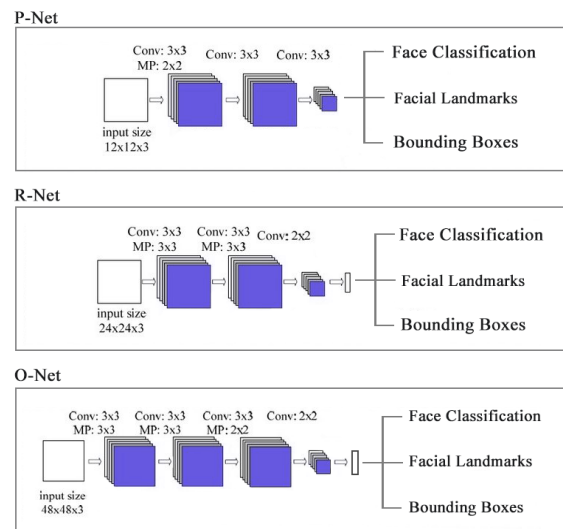 P-Net
Conv: 3x3
MP: 2x2
Conv: 3x3
Conv: 3x3
input size
12x12x3
Face Classification
Facial Landmarks
Bounding Boxes
R-Net
Conv: 3x3
MP: 3x3
Conv: 3x3
MP: 3x3
Conv: 2x2
input size
24x24x3
Face Classification
Facial Landmarks
Bounding Boxes
O-Net
Conv: 3x3
MP: 3x3
Conv: 3x3
MP: 3x3
Conv: 3x3
MP: 2x2
Conv: 2x2
input size
48x48x3
Face Classification
Facial Landmarks
Bounding Boxes